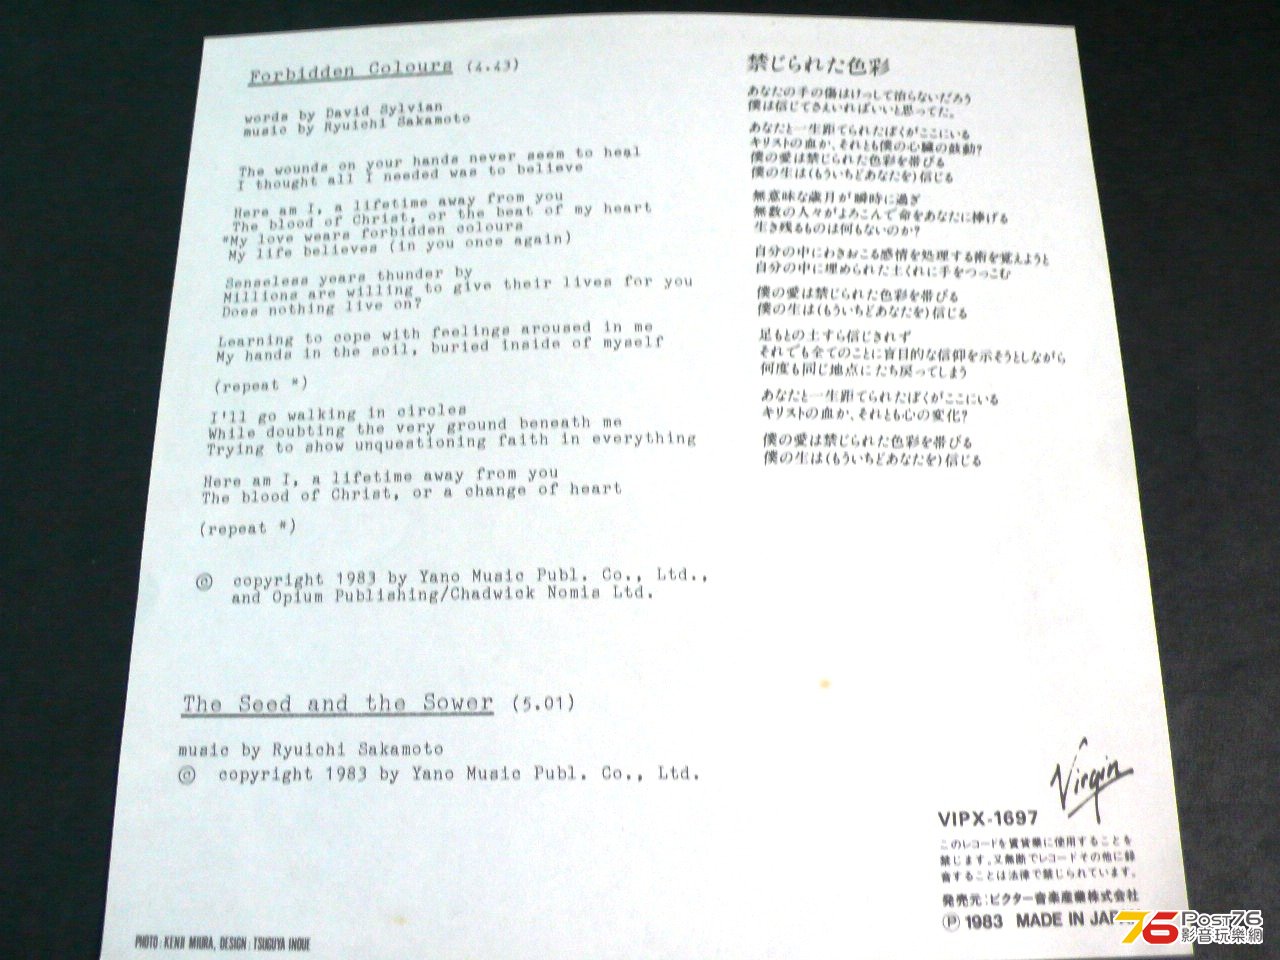 Forbidden Colours (4.43)
words by David Sylvian
music by Ryuichi Sakamoto
The wounds on your hands never seem to heal
I thought all I needed was to believe
Here am I, a lifetime away from you
The blood of Christ, or the beat of my heart
*My love wears forbidden colours
My life believes (in you once again)
Senseless years thunder by
Millions are willing to give their lives for you
Does nothing live on?
Learning to cope with feelings aroused in me
My hands in the soil, buried inside of myself
(repeat *)
I'll go walking in circles
While doubting the very ground beneath me
Trying to show unquestioning faith in everything
Here am I, a lifetime away from you
The blood of Christ, or a change of heart
(repeat *)
© copyright 1983 by Yano Music Publ. Co., Ltd.,
and Opium Publishing/Chadwick Nomis Ltd.
The Seed and the Sower (5.01)
music by Ryuichi Sakamoto
© copyright 1983 by Yano Music Publ. Co., Ltd.
PHOTO : KENJI MIURA, DESIGN : TSUGUYA INOUE
禁じられた色彩
あなたの手の傷はけっして治らないだろう
僕は信じてさえいればいいと思ってた。
あなたと一生距てられたぼくがここにいる
キリストの血か、それとも僕の心臓の鼓動?
僕の愛は禁じられた色彩を帯びる
僕の生は(もういちどあなたを)信じる
無意味な歳月が瞬時に過ぎ
無数の人々がよろこんで命をあなたに捧げる
生き残るものは何もないのか?
自分の中にわきおこる感情を処理する術を覚えようと
自分の中に埋められた土くれに手をつっこむ
僕の愛は禁じられた色彩を帯びる
僕の生は(もういちどあなたを)信じる
足もとの土すら信じきれず
それでも全てのことに盲目的な信仰を示そうとしながら
何度も同じ地点にたち戻ってしまう
あなたと一生距てられたぼくがここにいる
キリストの血か、それとも心の変化?
僕の愛は禁じられた色彩を帯びる
僕の生は(もういちどあなたを)信じる
Virgin
VIPX-1697
このレコードを賃貸業に使用することを
禁じます。又無断でレコードその他に録
音することは法律で禁じられています。
発売元:ビクター音楽産業株式会社
Ⓟ 1983 MADE IN JAPAN
76 Post76
影音玩樂網